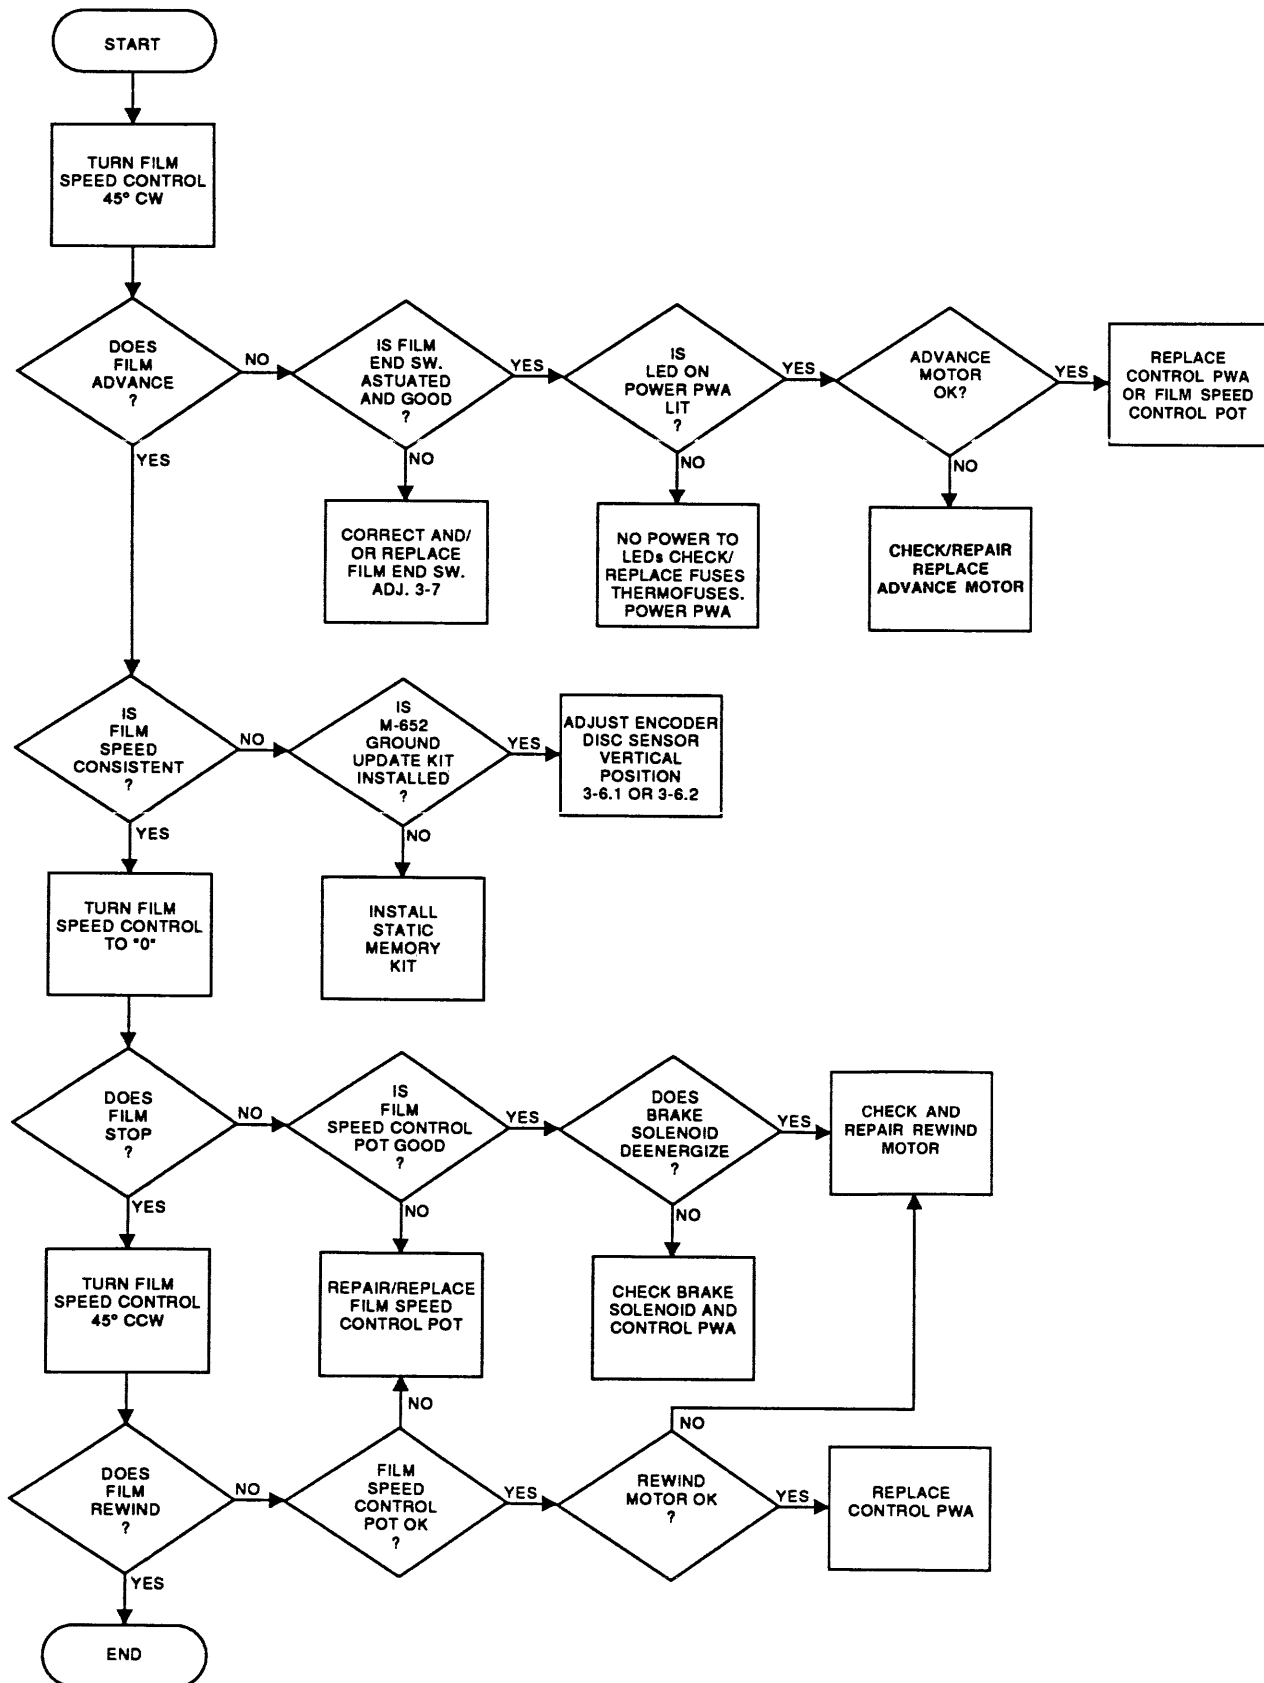 START
TURN FILM
SPEED CONTROL
45° CW
DOES
FILM
ADVANCE
?
NO
IS FILM
END SW.
ASTUATED
AND GOOD
?
YES
IS
LED ON
POWER PWA
LIT
?
YES
ADVANCE
MOTOR
OK?
YES
REPLACE
CONTROL PWA
OR FILM SPEED
CONTROL POT
YES
NO
NO
NO
CORRECT AND/
OR REPLACE
FILM END SW.
ADJ. 3-7
NO POWER TO
LEDs CHECK/
REPLACE FUSES
THERMOFUSES.
POWER PWA
CHECK/REPAIR
REPLACE
ADVANCE MOTOR
IS
FILM
SPEED
CONSISTENT
?
NO
IS
M-652
GROUND
UPDATE KIT
INSTALLED
?
YES
ADJUST ENCODER
DISC SENSOR
VERTICAL
POSITION
3-6.1 OR 3-6.2
YES
NO
TURN FILM
SPEED CONTROL
TO "0"
INSTALL
STATIC
MEMORY
KIT
DOES
FILM
STOP
?
NO
IS
FILM
SPEED CONTROL
POT GOOD
?
YES
DOES
BRAKE
SOLENOID
DEENERGIZE
?
YES
CHECK AND
REPAIR REWIND
MOTOR
YES
NO
NO
TURN FILM
SPEED CONTROL
45° CCW
REPAIR/REPLACE
FILM SPEED
CONTROL POT
CHECK BRAKE
SOLENOID AND
CONTROL PWA
NO
NO
DOES
FILM
REWIND
?
NO
FILM
SPEED
CONTROL
POT OK
?
YES
REWIND
MOTOR OK
?
YES
REPLACE
CONTROL PWA
YES
END